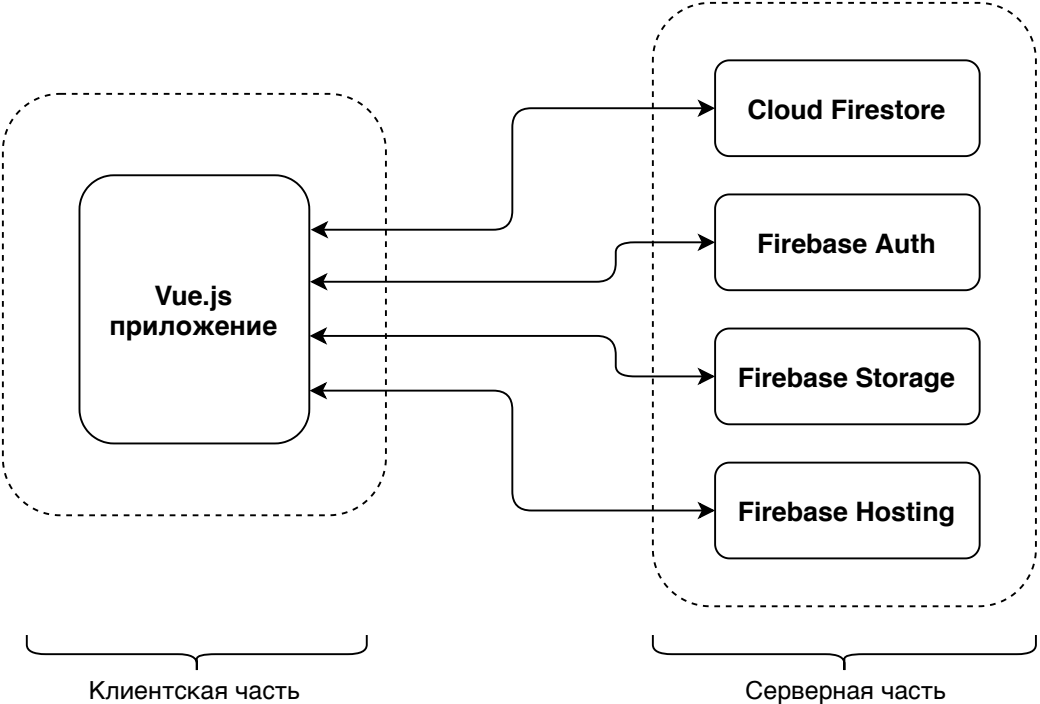 Vue.js
приложение
Cloud Firestore
Firebase Auth
Firebase Storage
Firebase Hosting
Клиентская часть
Серверная часть